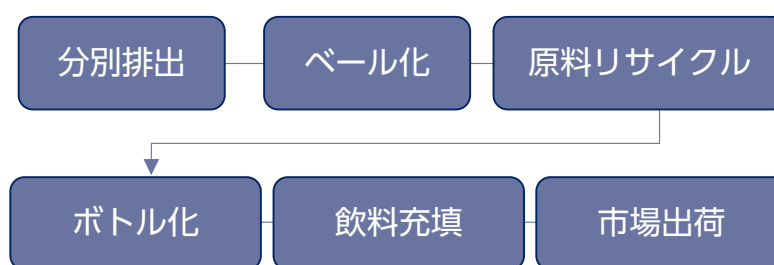 分別排出
ベール化
原料リサイクル
ボトル化
飲料充填
市場出荷